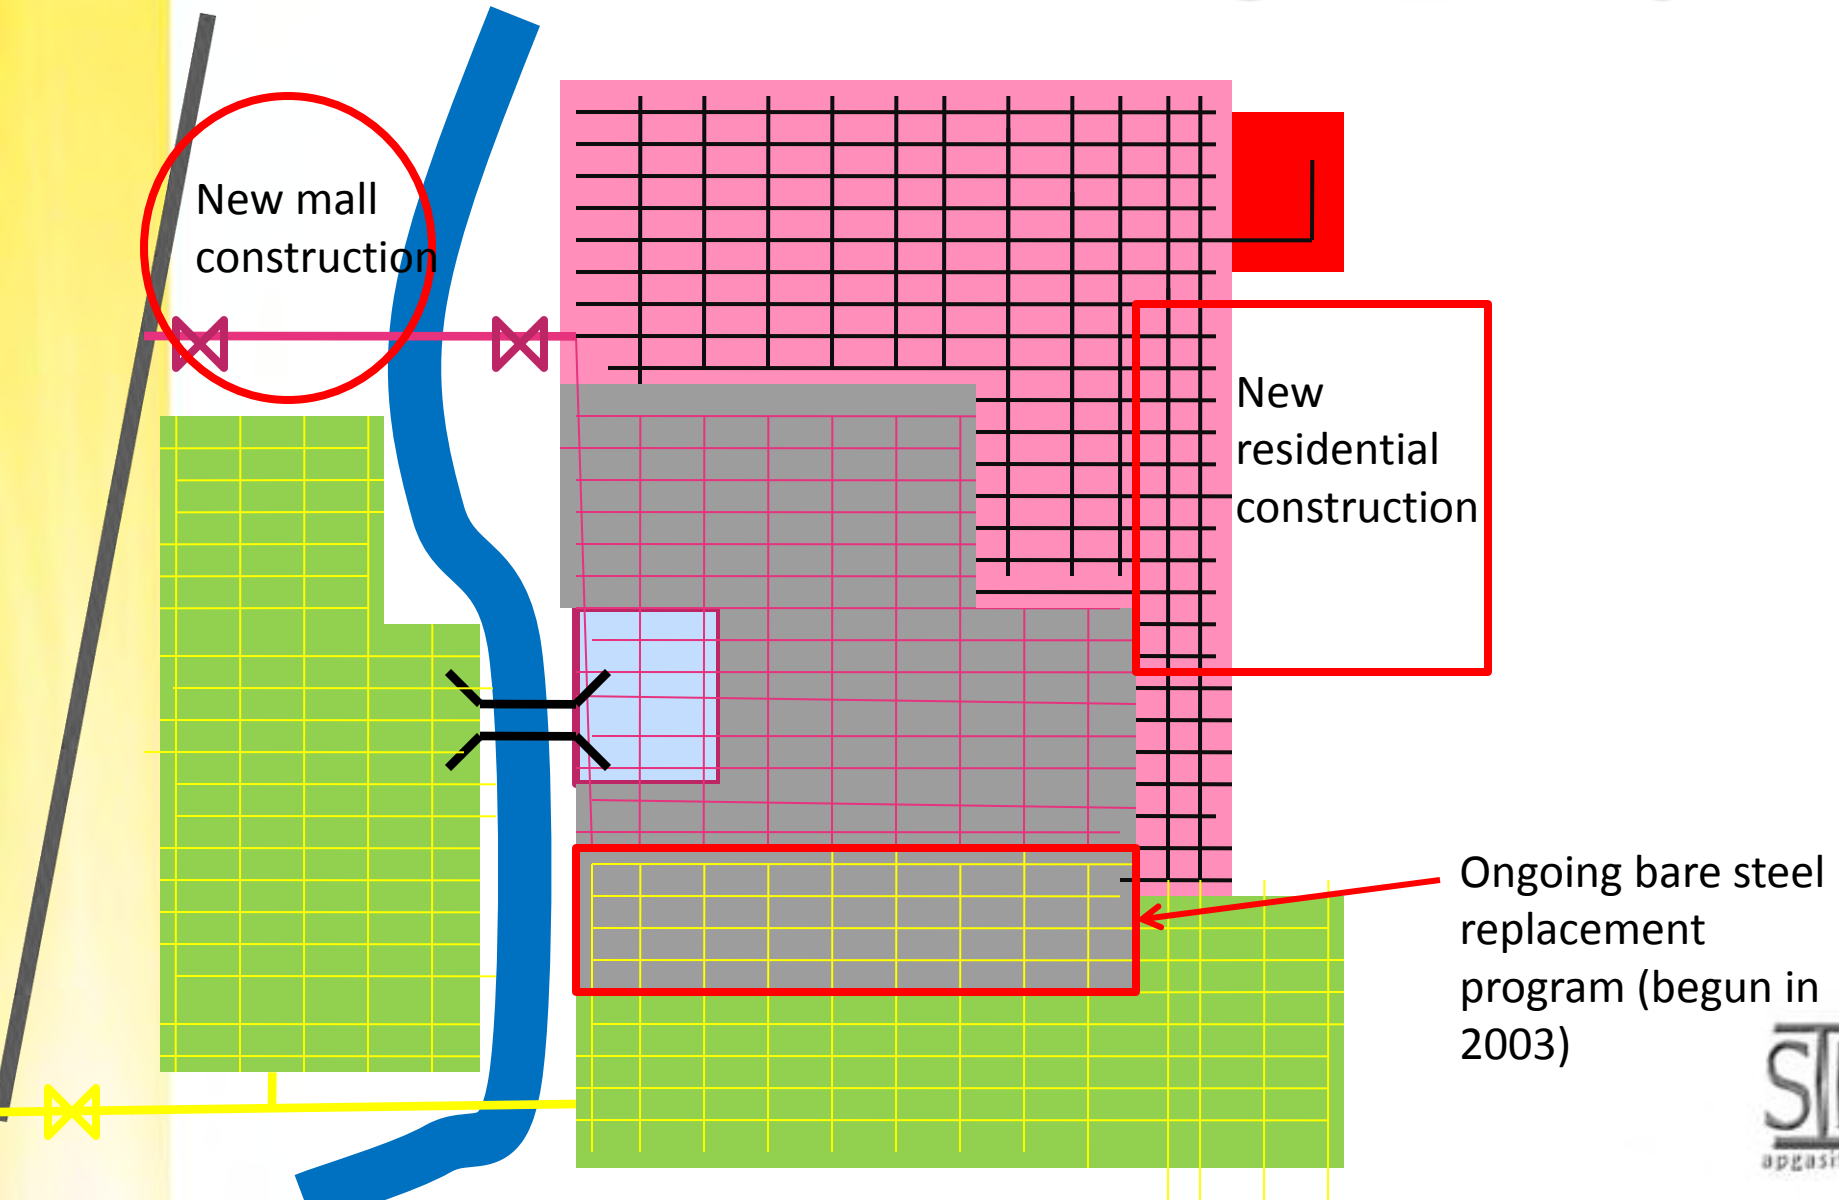 New mall
construction
New
residential
construction
Ongoing bare steel
replacement
program (begun in
2003)